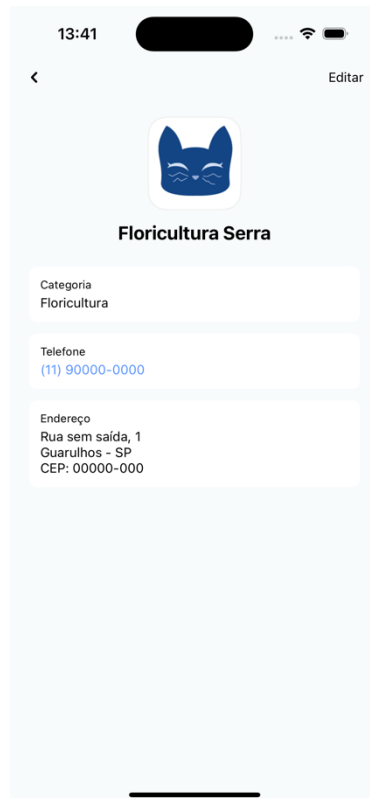 13:41
Editar
Floricultura Serra
Categoria
Floricultura
Telefone
(11) 90000-0000
Endereço
Rua sem saída, 1
Guarulhos - SP
CEP: 00000-000